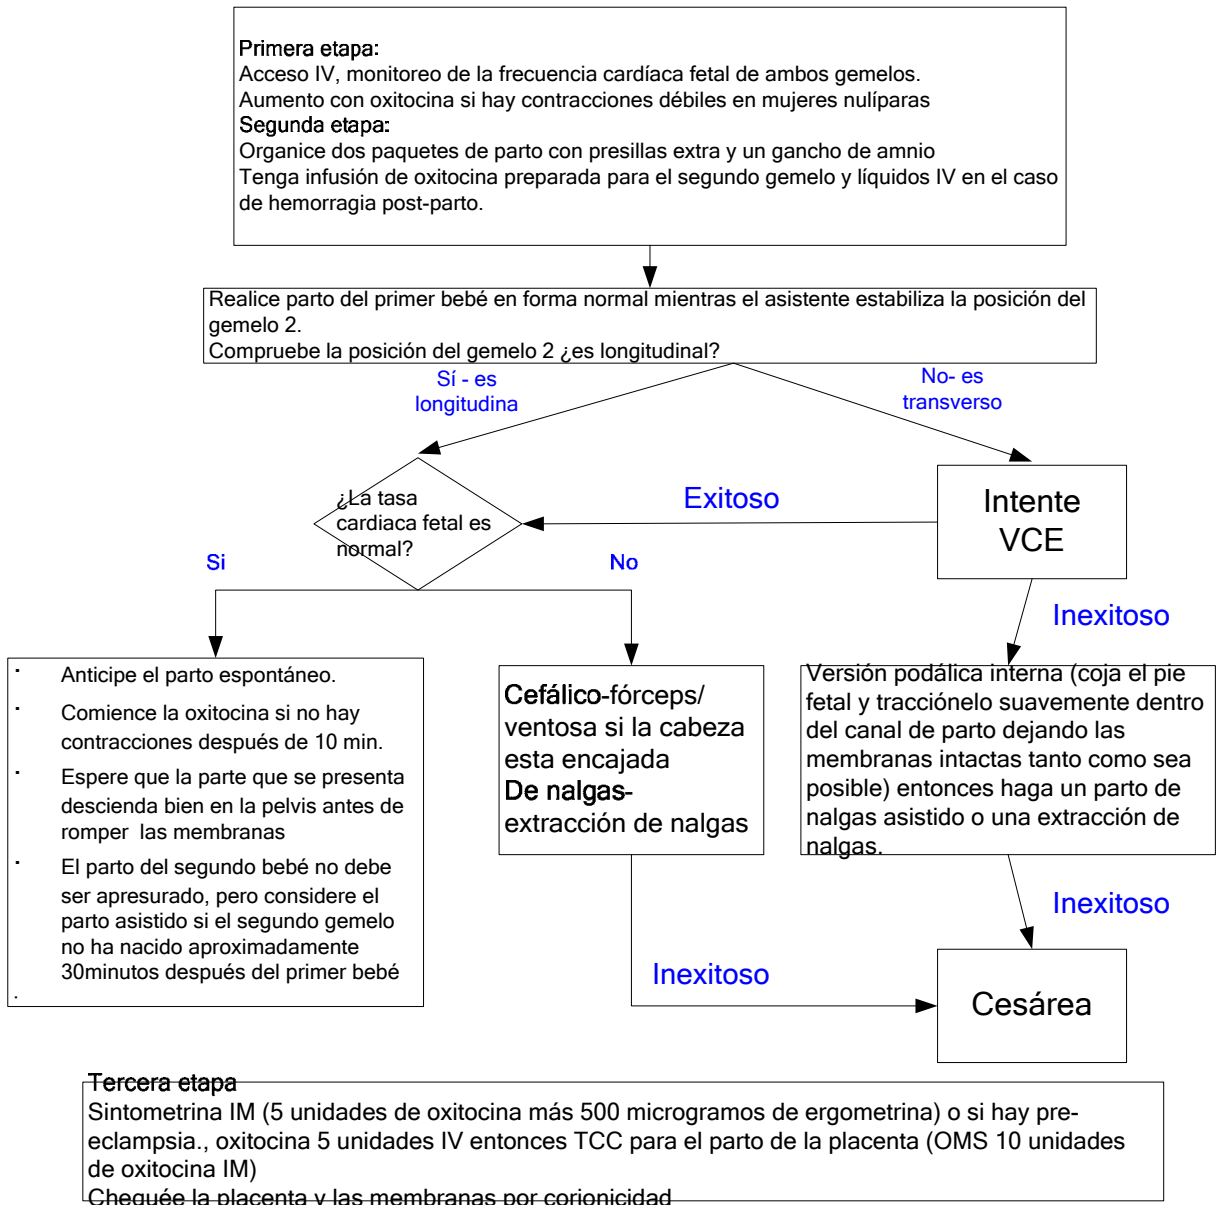 Primera etapa:
Acceso IV, monitoreo de la frecuencia cardíaca fetal de ambos gemelos.
Aumento con oxitocina si hay contracciones débiles en mujeres nulíparas
Segunda etapa:
Organice dos paquetes de parto con presillas extra y un gancho de amnio
Tenga infusión de oxitocina preparada para el segundo gemelo y líquidos IV en el caso
de hemorragia post-parto.
Realice parto del primer bebé en forma normal mientras el asistente estabiliza la posición del
gemelo 2.
Compruebe la posición del gemelo 2 ¿es longitudinal?
Sí - es
longitudina
No- es
transverso
¿La tasa
cardiaca fetal es
normal?
Exitoso
Intente
VCE
Si
No
Inexitoso
· Anticipe el parto espontáneo.
· Comience la oxitocina si no hay
contracciones después de 10 min.
· Espere que la parte que se presenta
descienda bien en la pelvis antes de
romper las membranas
· El parto del segundo bebé no debe
ser apresurado, pero considere el
parto asistido si el segundo gemelo
no ha nacido aproximadamente
30minutos después del primer bebé
.
Cefálico-fórceps/
ventosa si la cabeza
esta encajada
De nalgas-
extracción de nalgas
Versión podálica interna (coja el pie
fetal y tracciónelo suavemente dentro
del canal de parto dejando las
membranas intactas tanto como sea
posible) entonces haga un parto de
nalgas asistido o una extracción de
nalgas.
Inexitoso
Inexitoso
Cesárea
Tercera etapa
Sintometrina IM (5 unidades de oxitocina más 500 microgramos de ergometrina) o si hay pre-
eclampsia., oxitocina 5 unidades IV entonces TCC para el parto de la placenta (OMS 10 unidades
de oxitocina IM)
Chequée la placenta y las membranas por corionicidad